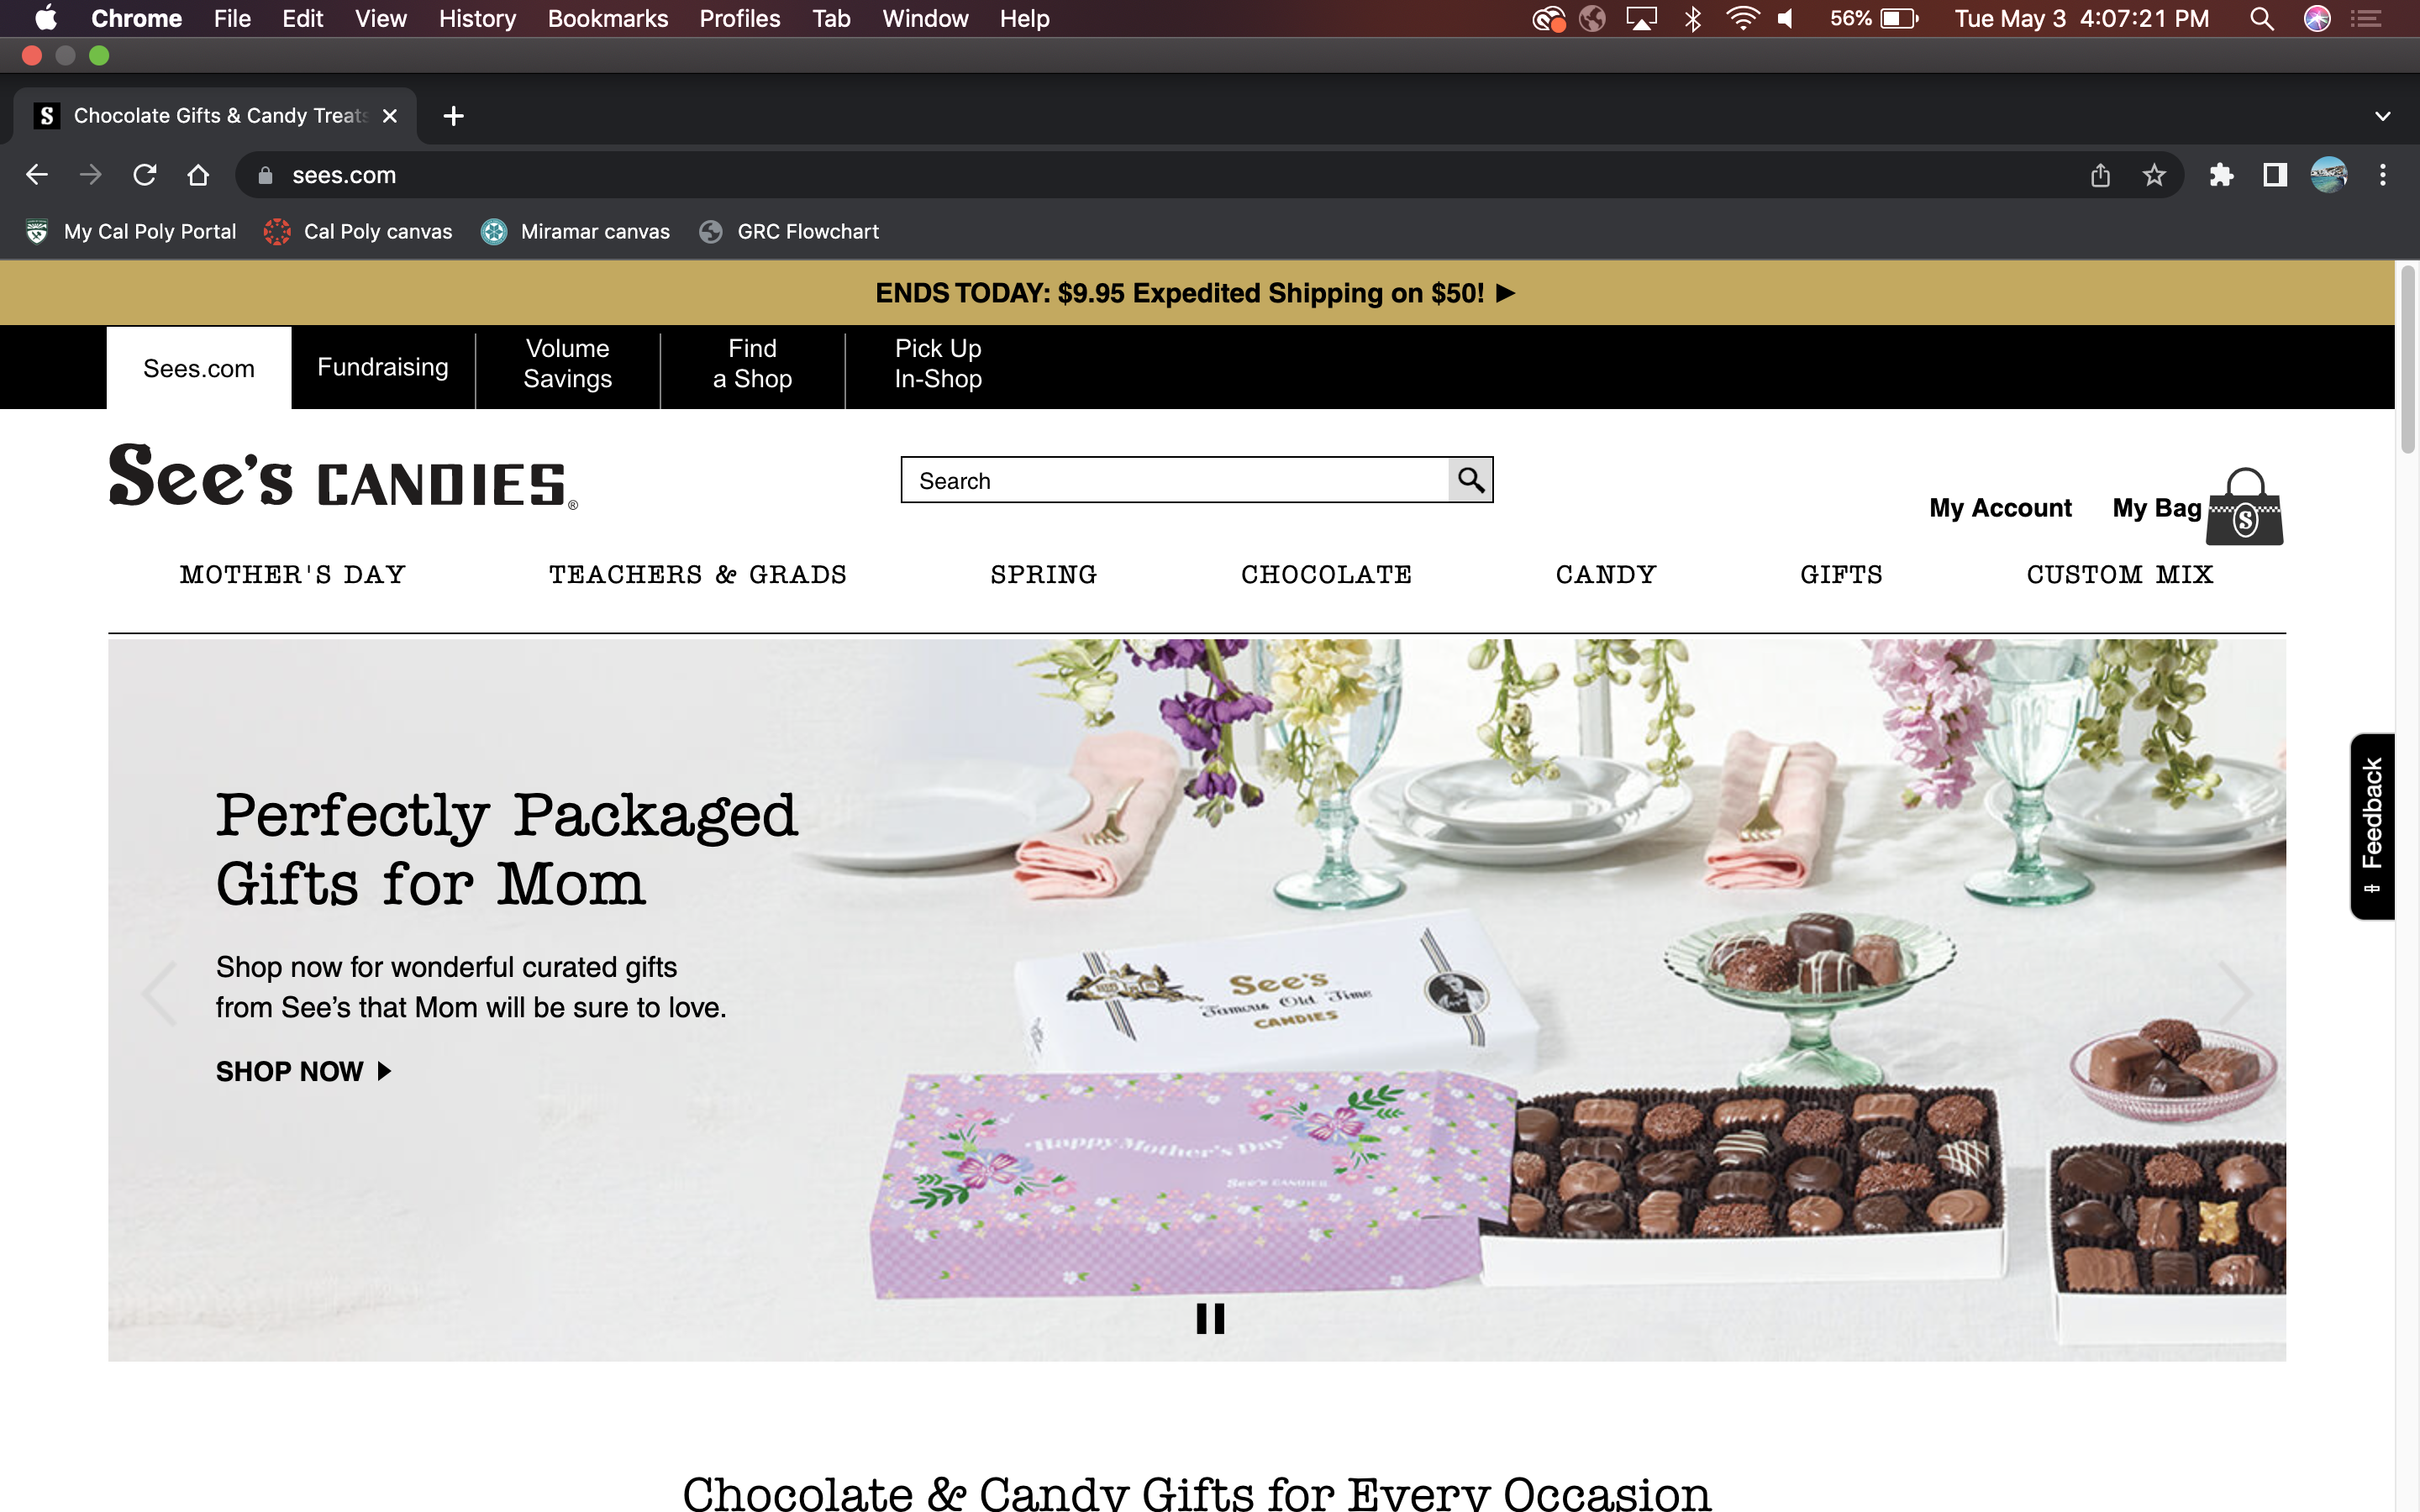 Chrome File Edit View History Bookmarks Profiles Tab Window Help 56% Tue May 3 4:07:21 PM
S Chocolate Gifts & Candy Treats
sees.com
My Cal Poly Portal Cal Poly canvas Miramar canvas GRC Flowchart
ENDS TODAY: $9.95 Expedited Shipping on $50! ▶
Sees.com
Fundraising
Volume
Savings
Find
a Shop
Pick Up
In-Shop
See's CANDIES®
Search
My Account My Bag S
MOTHER'S DAY TEACHERS & GRADS SPRING CHOCOLATE CANDY GIFTS CUSTOM MIX
Perfectly Packaged
Gifts for Mom
Shop now for wonderful curated gifts
from See’s that Mom will be sure to love.
SHOP NOW ▶
See's
Famous Old Time
CANDIES
Happy Mother's Day
See's CANDIES
Feedback
Chocolate & Candy Gifts for Every Occasion